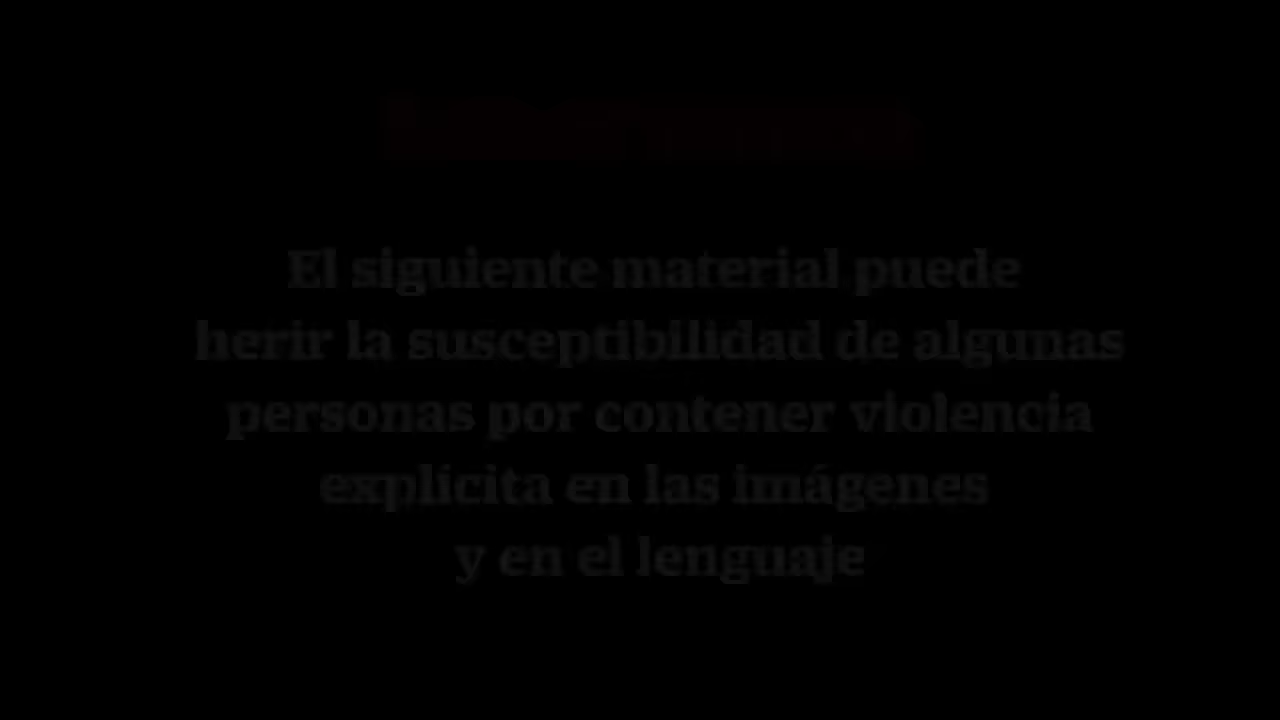 El siguiente material puede
herir la susceptibilidad de algunas
personas por contener violencia
explícita en las imágenes
y en el lenguaje